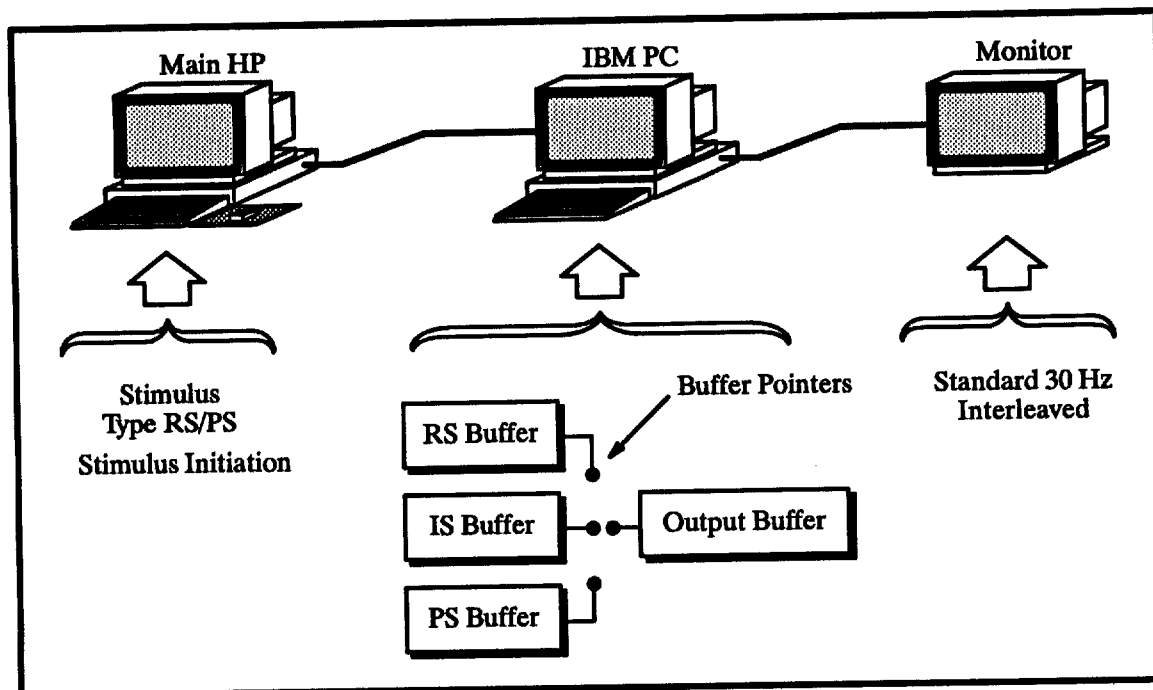 Main HP
IBM PC
Monitor
Stimulus
Type RS/PS
Stimulus Initiation
Buffer Pointers
RS Buffer
IS Buffer
Output Buffer
PS Buffer
Standard 30 Hz
Interleaved